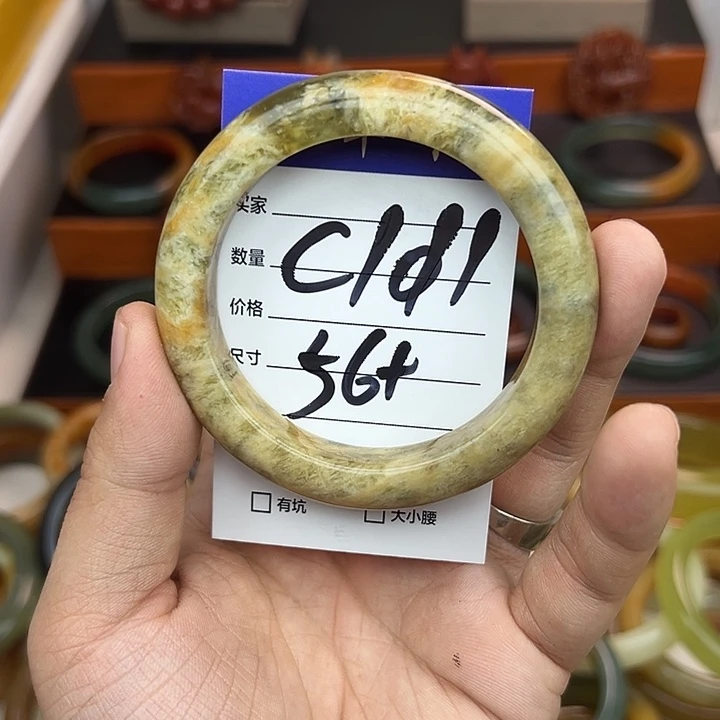 买家
数量 C101
价格
尺寸 56+
□ 有坑 □ 大小腰